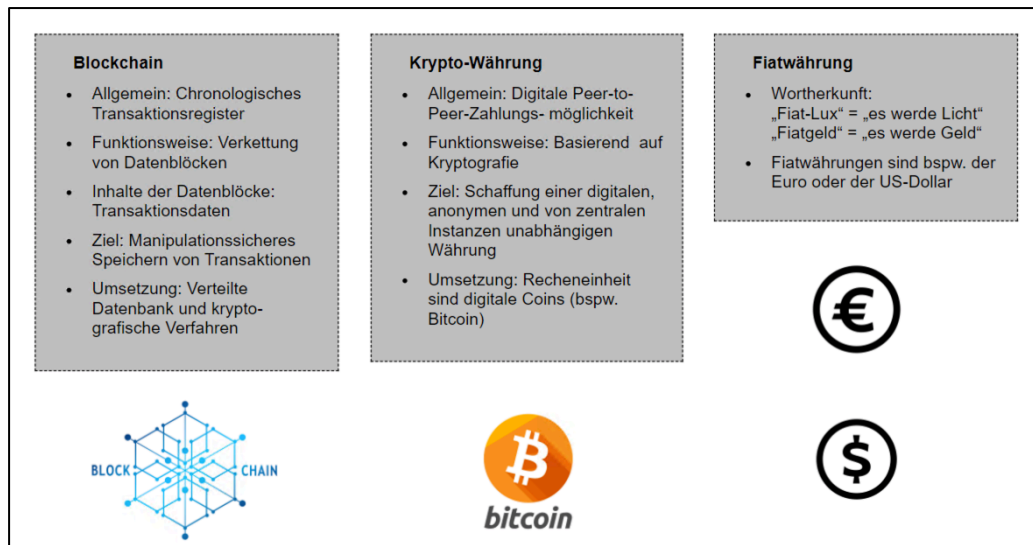 Blockchain
• Allgemein: Chronologisches
Transaktionsregister
• Funktionsweise: Verkettung
von Datenblöcken
• Inhalte der Datenblöcke:
Transaktionsdaten
• Ziel: Manipulationssicheres
Speichern von Transaktionen
• Umsetzung: Verteilte
Datenbank und krypto-
grafische Verfahren
Krypto-Währung
• Allgemein: Digitale Peer-to-
Peer-Zahlungs- möglichkeit
• Funktionsweise: Basierend auf
Kryptografie
• Ziel: Schaffung einer digitalen,
anonymen und von zentralen
Instanzen unabhängigen
Währung
• Umsetzung: Recheneinheit
sind digitale Coins (bspw.
Bitcoin)
Fiatwährung
• Wortherkunft:
„Fiat-Lux“ = „es werde Licht“
„Fiatgeld“ = „es werde Geld“
• Fiatwährungen sind bspw. der
Euro oder der US-Dollar
€
BLOCK CHAIN
₿
bitcoin
$